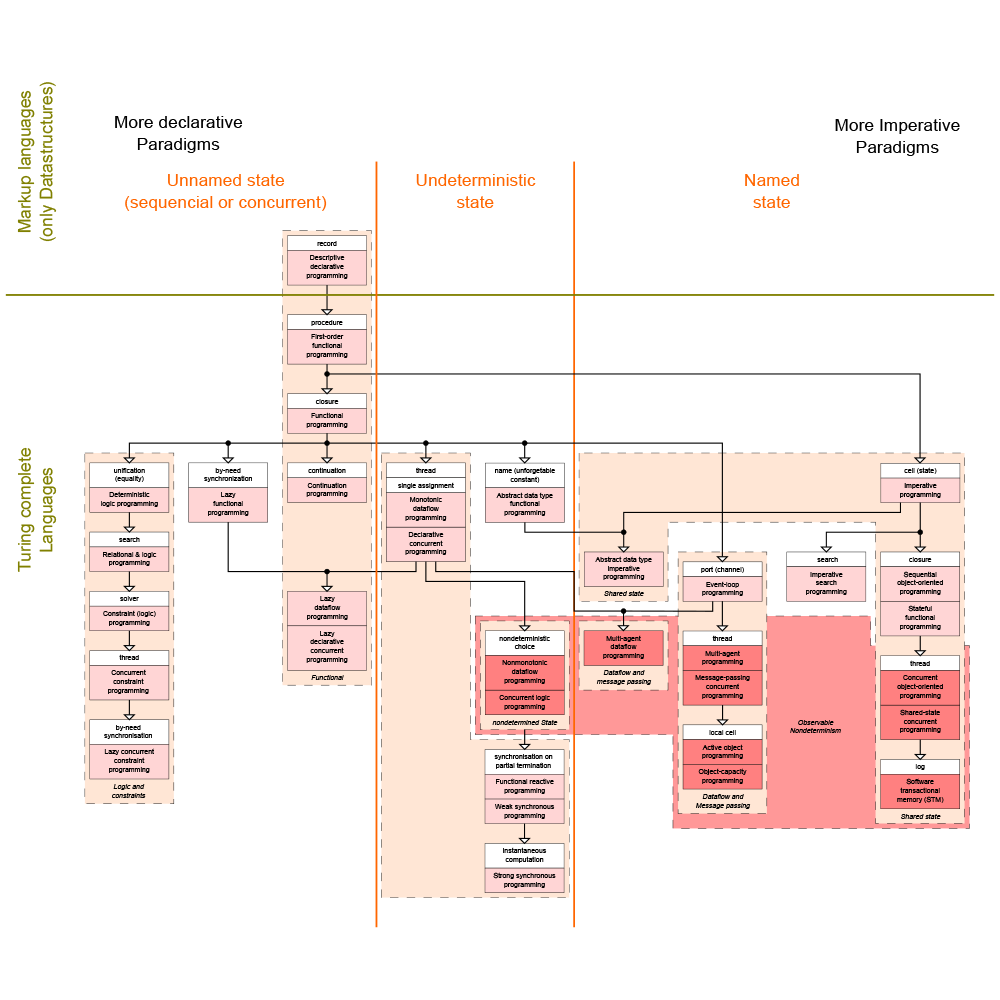 Markup languages
(only Datastructures)
More declarative
Paradigms
More Imperative
Paradigms
Unnamed state
(sequencial or concurrent)
Undeterministic
state
Named
state
record
Descriptive
declarative
programming
procedure
First-order
functional
programming
closure
Functional
programming
Turing complete
Languages
unification
(equality)
Deterministic
logic programming
search
Relational & logic
programming
solver
Constraint (logic)
programming
thread
Concurrent
constraint
programming
by-need
synchronisation
Lazy concurrent
constraint
programming
Logic and
constraints
by-need
synchronization
Lazy
functional
programming
continuation
Continuation
programming
Lazy
dataflow
programming
Lazy
declarative
concurrent
programming
Functional
thread
single assignment
Monotonic
dataflow
programming
Declarative
concurrent
programming
name (unforgetable
constant)
Abstract data type
functional
programming
nondeterministic
choice
Nonmonotonic
dataflow
programming
Concurrent logic
programming
nondetermined State
synchronisation on
partial termination
Functional reactive
programming
Weak synchronous
programming
instantaneous
computation
Strong synchronous
programming
Abstract data type
Imperative
programming
Shared state
Multi-agent
dataflow
programming
Dataflow and
message passing
port (channel)
Event-loop
programming
thread
Multi-agent
programming
Message-passing
concurrent
programming
local cell
Active object
programming
Object-capacity
programming
Dataflow and
Message passing
search
Imperative
search
programming
Observable
Nondeterminism
cell (state)
Imperative
programming
closure
Sequential
object-oriented
programming
Stateful
functional
programming
thread
Concurrent
object-oriented
programming
Shared-state
concurrent
programming
log
Software
transactional
memory (STM)
Shared state